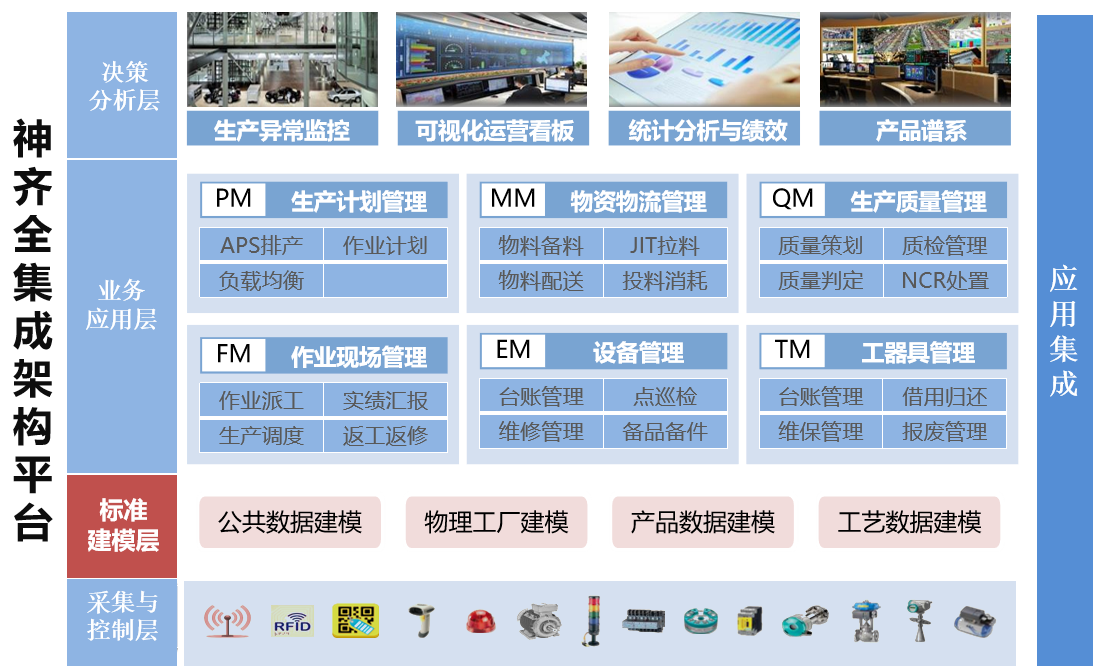 神齐全集成架构平台
决策
分析层
生产异常监控
可视化运营看板
统计分析与绩效
产品谱系
业务
应用层
PM 生产计划管理
APS排产 作业计划
负载均衡
MM 物资物流管理
物料备料 JIT拉料
物料配送 投料消耗
QM 生产质量管理
质量策划 质检管理
质量判定 NCR处置
FM 作业现场管理
作业派工 实绩汇报
生产调度 返工返修
EM 设备管理
台账管理 点巡检
维修管理 备品备件
TM 工器具管理
台账管理 借用归还
维保管理 报废管理
标准
建模层
公共数据建模
物理工厂建模
产品数据建模
工艺数据建模
采集与
控制层
RFID
应用集成